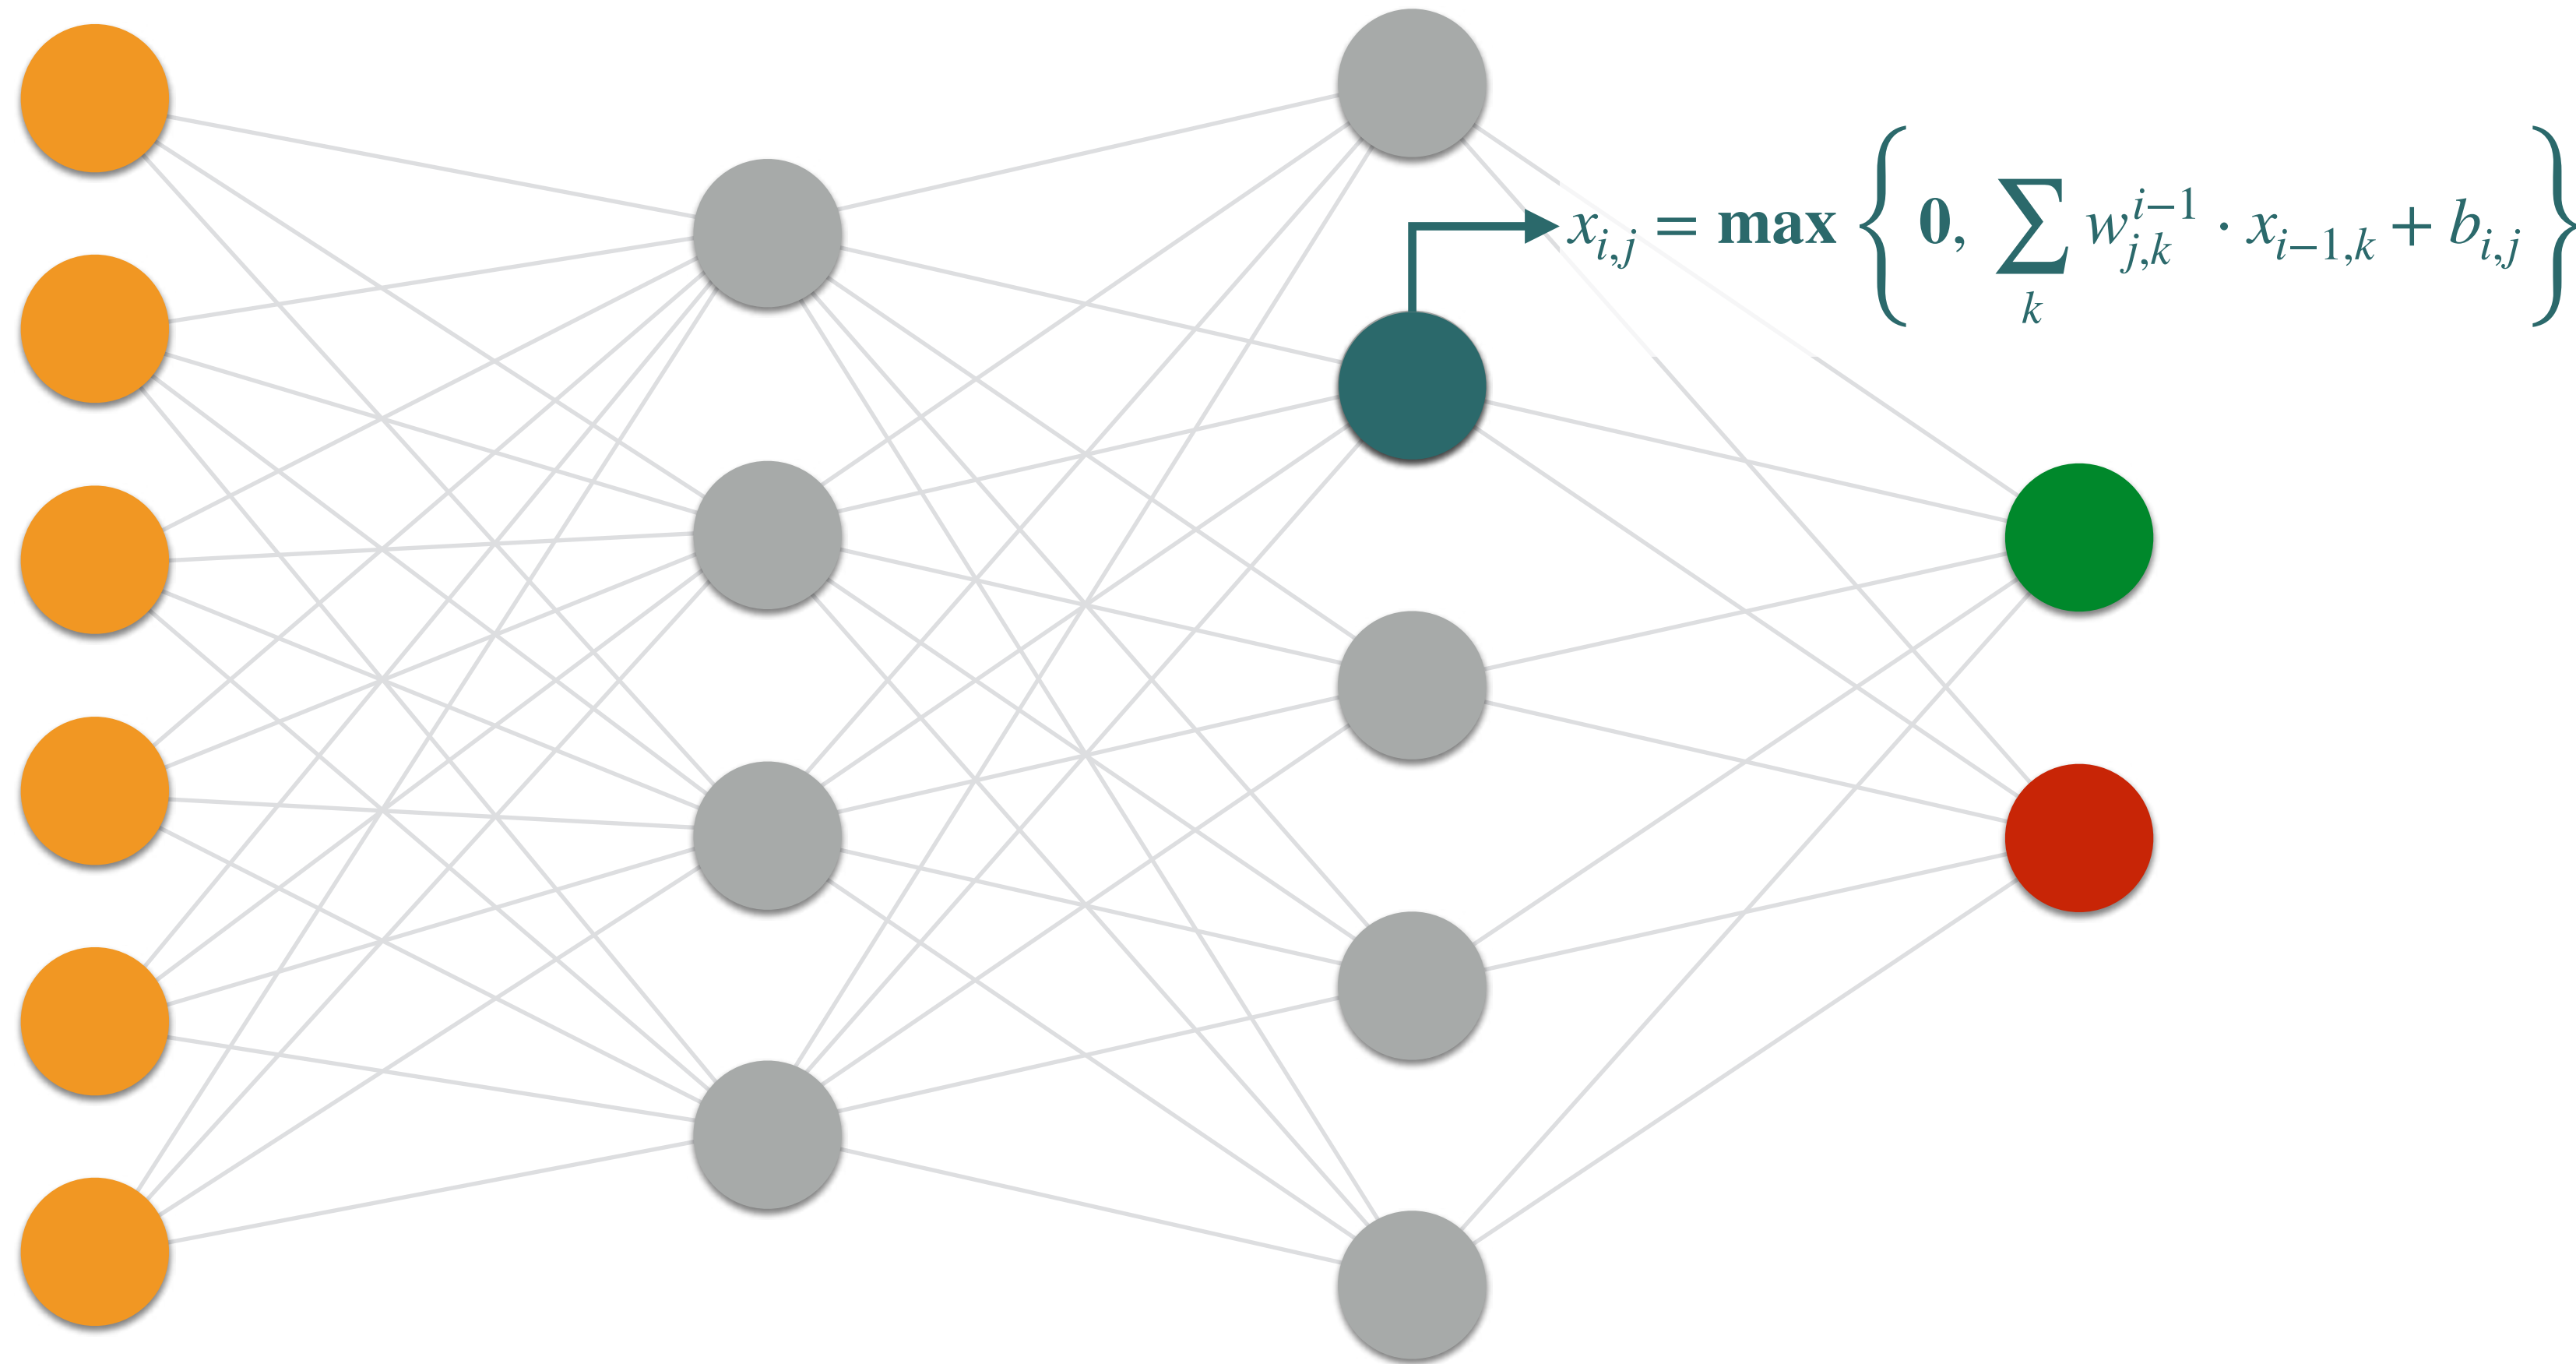 x_{i,j} = max { 0, ∑_k w_{j,k}^{i−1} · x_{i−1,k} + b_{i,j} }